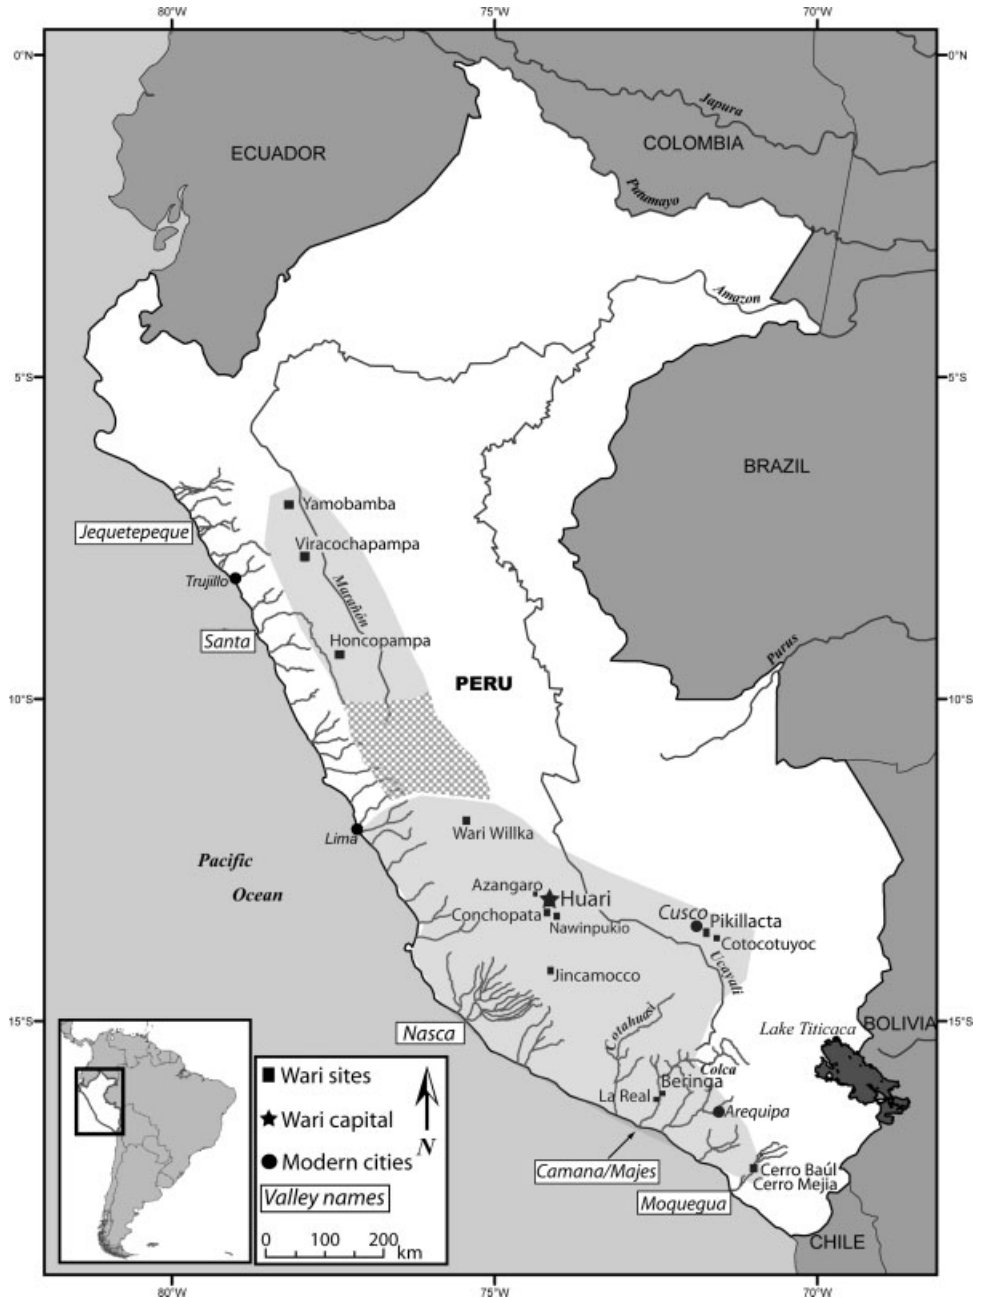 80°W
75°W
70°W
0°N
0°N
Japura
COLOMBIA
ECUADOR
Putumayo
Amazon
5°S
5°S
BRAZIL
Yamobamba
Jequetepeque
Viracochapampa
Trujillo
Marañón
Santa
Honcopampa
Purus
PERU
10°S
10°S
Wari Willka
Lima
Pacific
Ocean
Azangaro
Huari
Conchopata
Nawinpukio
Cusco
Pikillacta
Cotocotuyoc
Jincamocco
Ucayali
Cotahuasi
15°S
Nasca
Lake Titicaca
BOLIVIA
15°S
Colca
Beringa
La Real
Arequipa
Camana/Majes
Cerro Baúl
Cerro Mejia
Moquegua
CHILE
Wari sites
Wari capital
Modern cities
N
Valley names
0 100 200
km
80°W
75°W
70°W